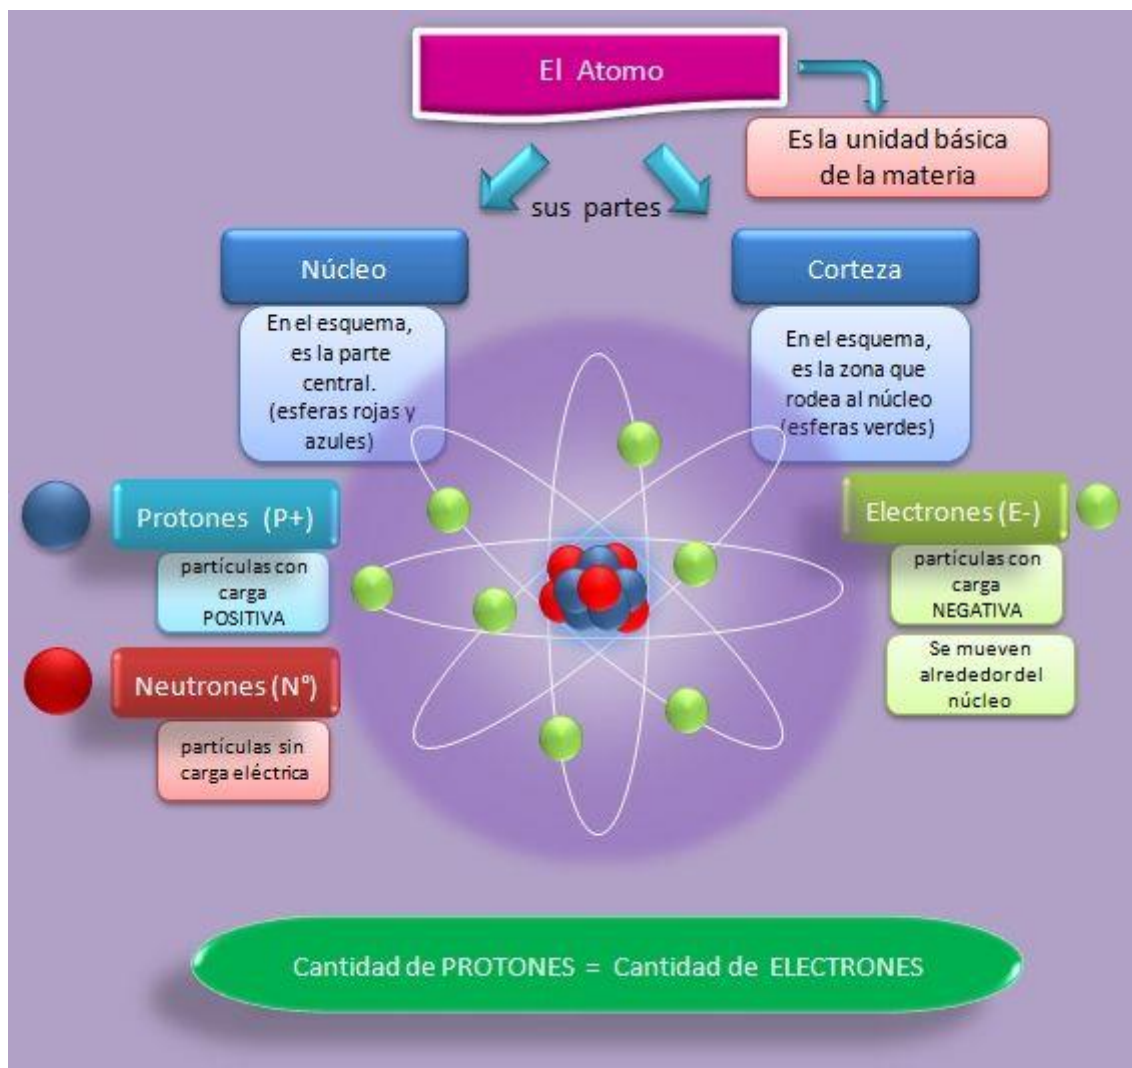 El Atomo
Es la unidad básica
de la materia
sus partes
Núcleo
En el esquema,
es la parte
central.
(esferas rojas y
azules)
Corteza
En el esquema,
es la zona que
rodea al núcleo
(esferas verdes)
Protones (P+)
partículas con
carga
POSITIVA
Neutrones (N°)
partículas sin
carga eléctrica
Electrones (E-)
partículas con
carga
NEGATIVA
Se mueven
alrededor del
núcleo
Cantidad de PROTONES = Cantidad de ELECTRONES